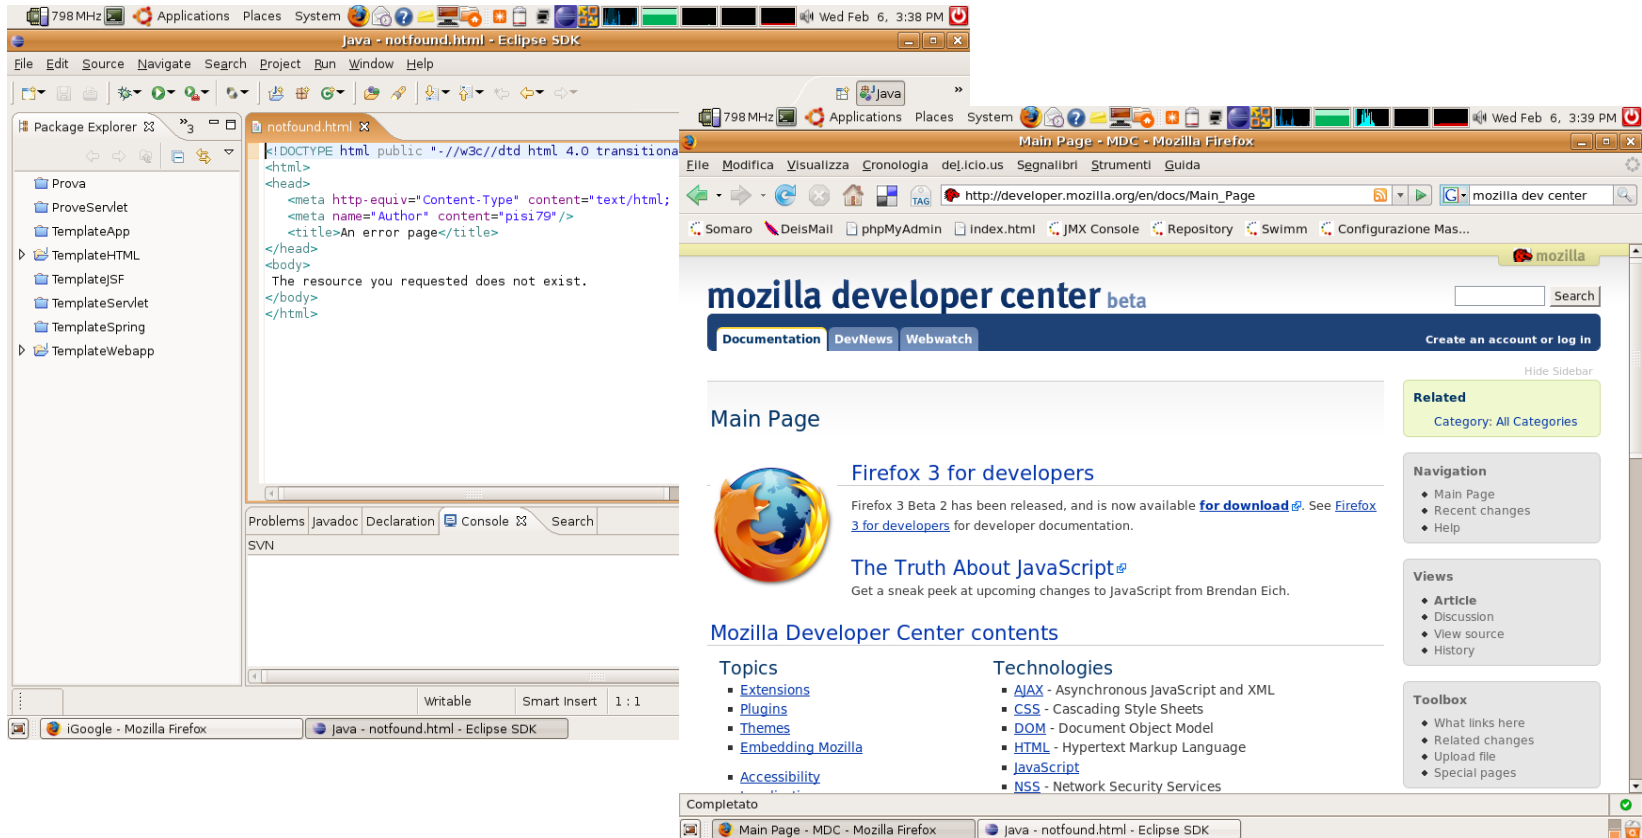 798 MHz Applications Places System Wed Feb 6, 3:38 PM
Java - notfound.html - Eclipse SDK
File Edit Source Navigate Search Project Run Window Help
Java »
Package Explorer »3
notfound.html
Prova
ProveServlet
TemplateApp
TemplateHTML
TemplateJSF
TemplateServlet
TemplateSpring
TemplateWebapp
<!DOCTYPE html public "-//w3c//dtd html 4.0 transitiona
<html>
<head>
<meta http-equiv="Content-Type" content="text/html;
<meta name="Author" content="pisi79"/>
<title>An error page</title>
</head>
<body>
The resource you requested does not exist.
</body>
</html>
Problems Javadoc Declaration Console Search
SVN
Writable Smart Insert 1 : 1
iGoogle - Mozilla Firefox Java - notfound.html - Eclipse SDK
798 MHz Applications Places System Wed Feb 6, 3:39 PM
Main Page - MDC - Mozilla Firefox
File Modifica Visualizza Cronologia del.icio.us Segnalibri Strumenti Guida
TAG http://developer.mozilla.org/en/docs/Main_Page G mozilla dev center
Somaro DeisMail phpMyAdmin index.html JMX Console Repository Swimm Configurazione Mas...
mozilla
mozilla developer center beta
Search
Documentation DevNews Webwatch Create an account or log in
Hide Sidebar
Main Page
Firefox 3 for developers
Firefox 3 Beta 2 has been released, and is now available for download. See Firefox
3 for developers for developer documentation.
The Truth About JavaScript
Get a sneak peek at upcoming changes to JavaScript from Brendan Eich.
Mozilla Developer Center contents
Topics
Extensions
Plugins
Themes
Embedding Mozilla
Accessibility
Technologies
AJAX - Asynchronous JavaScript and XML
CSS - Cascading Style Sheets
DOM - Document Object Model
HTML - Hypertext Markup Language
JavaScript
NSS - Network Security Services
Related
Category: All Categories
Navigation
Main Page
Recent changes
Help
Views
Article
Discussion
View source
History
Toolbox
What links here
Related changes
Upload file
Special pages
Completato
Main Page - MDC - Mozilla Firefox Java - notfound.html - Eclipse SDK